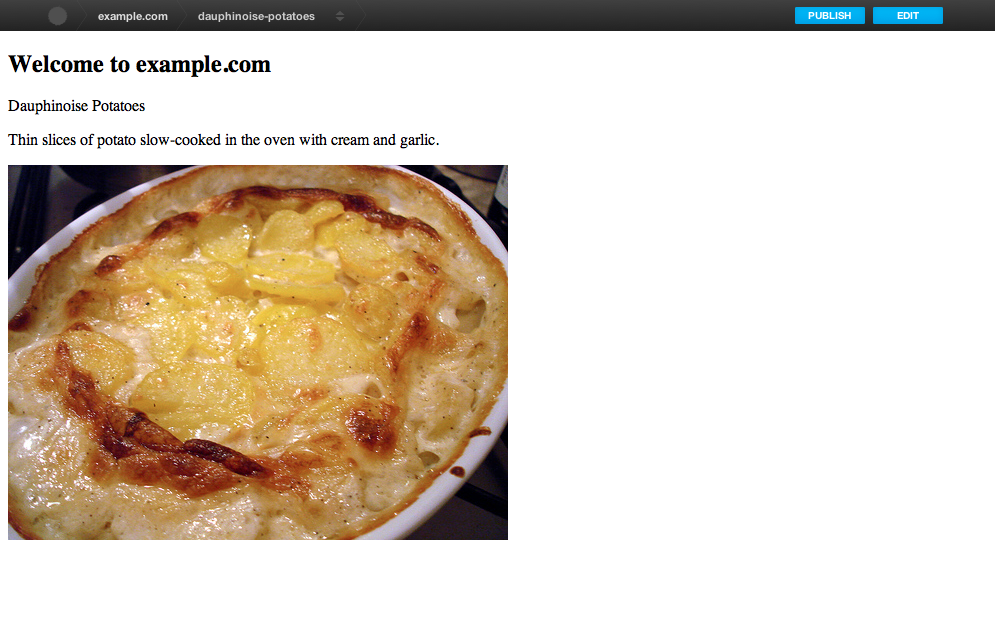 example.com dauphinoise-potatoes PUBLISH EDIT
Welcome to example.com
Dauphinoise Potatoes
Thin slices of potato slow-cooked in the oven with cream and garlic.